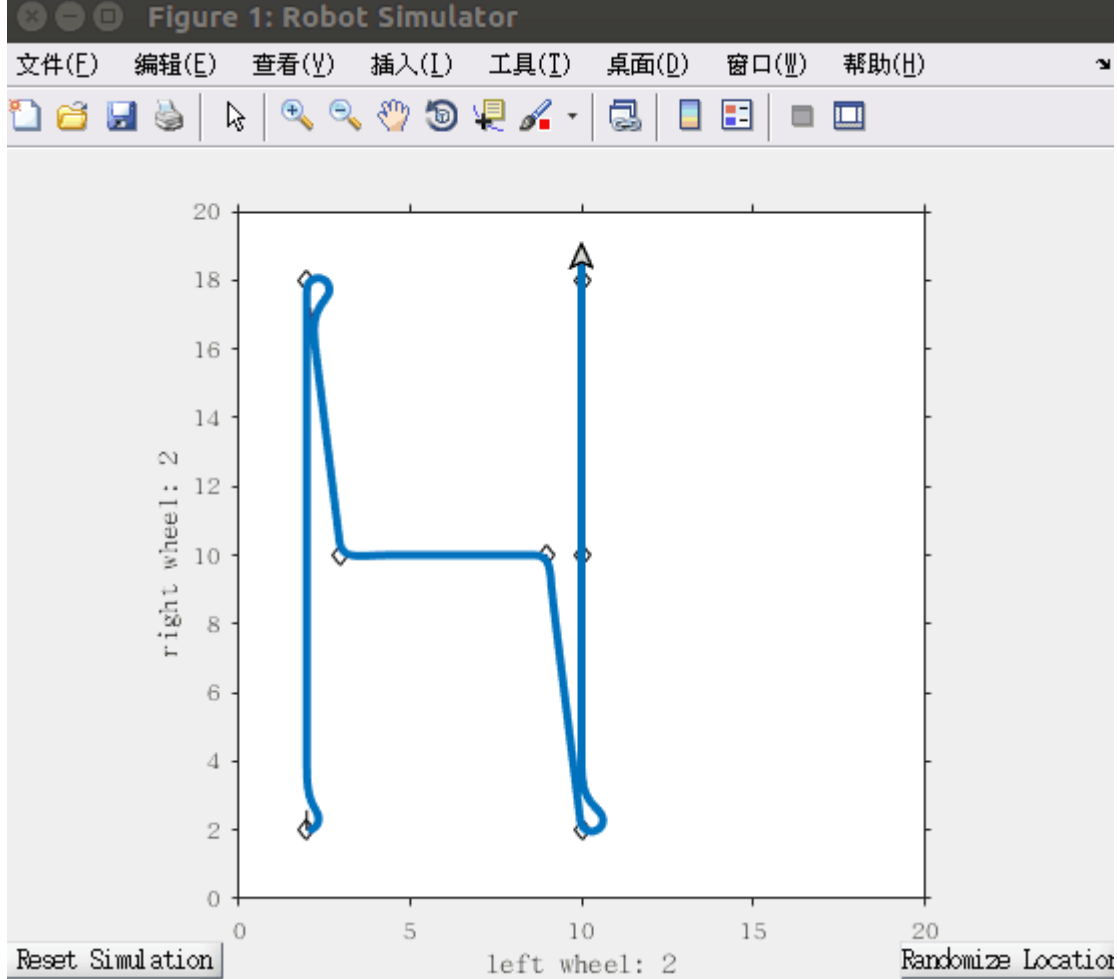 Figure 1: Robot Simulator
文件(F) 编辑(E) 查看(V) 插入(I) 工具(T) 桌面(D) 窗口(W) 帮助(H)
20
18
16
14
12
10
8
6
4
2
0
right wheel: 2
0 5 10 15 20
left wheel: 2
Reset Simulation
Randomize Location